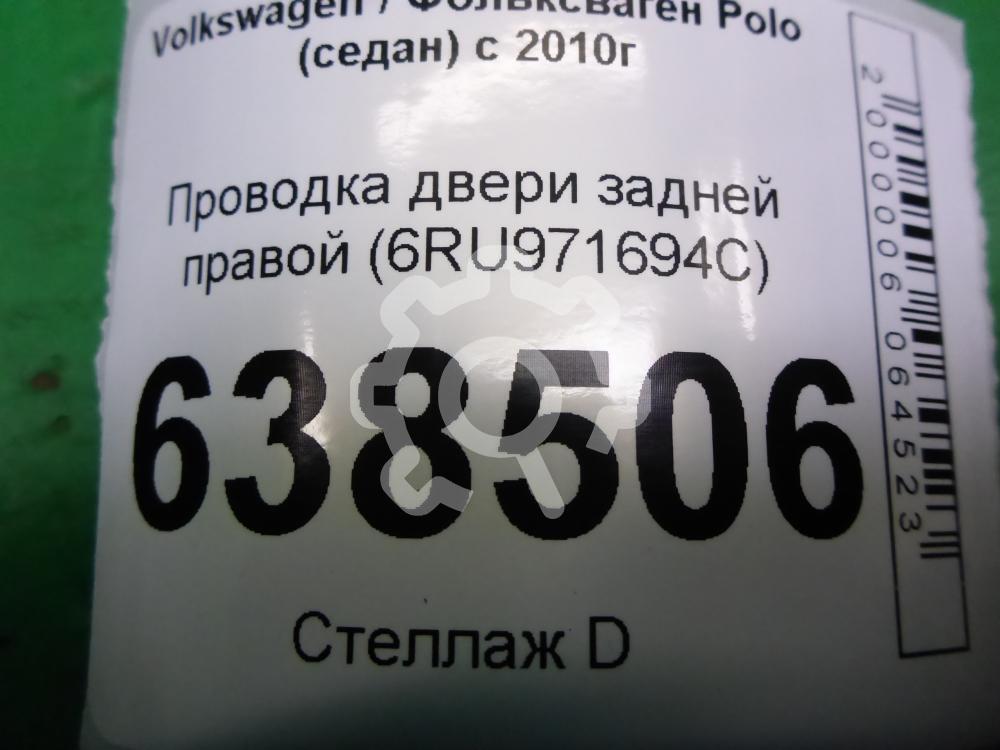 Volkswagen / Фольксваген Polo
(седан) с 2010г
Проводка двери задней
правой (6RU971694C)
638506
Стеллаж D
2000006064523